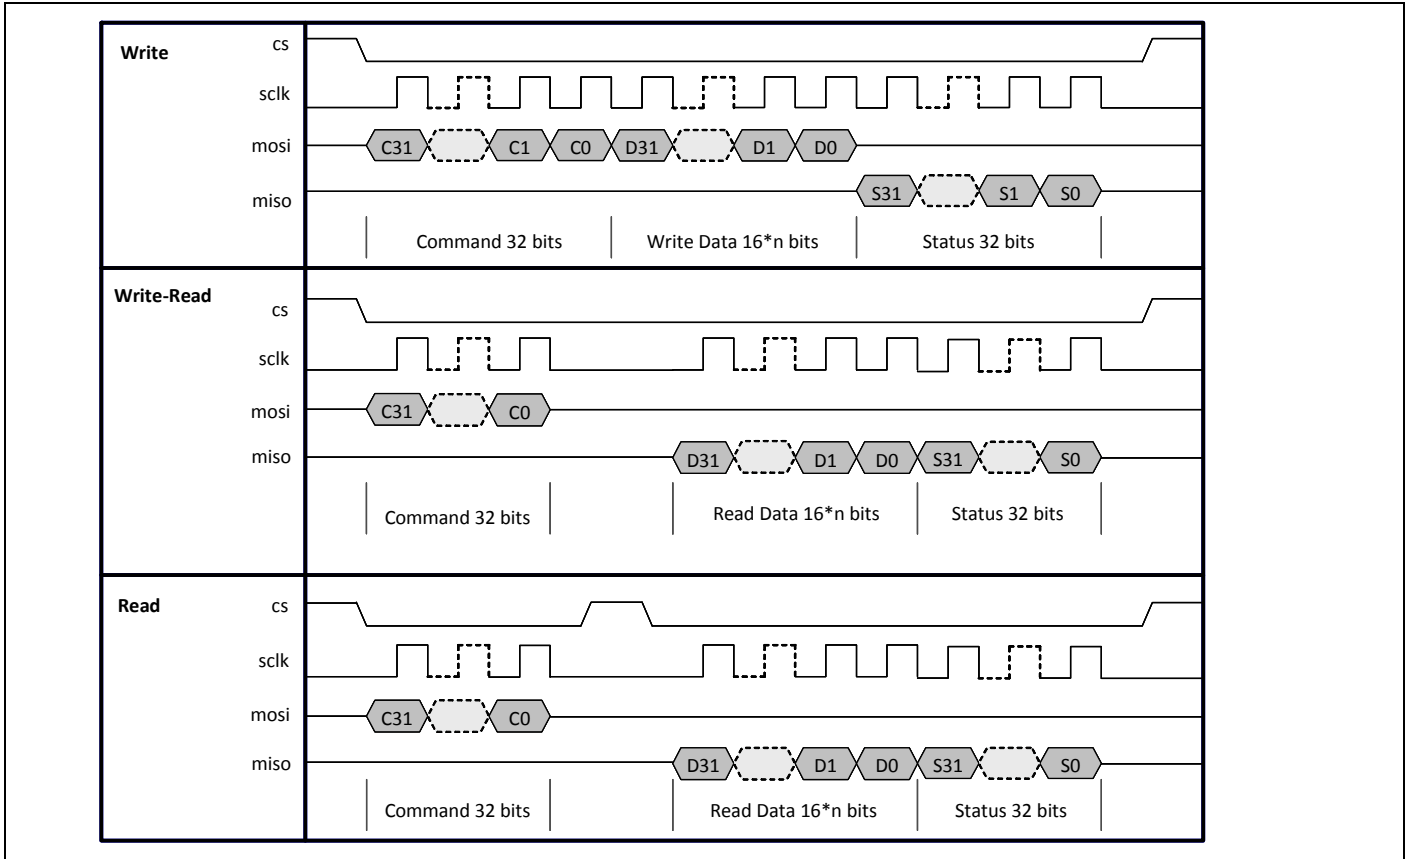 Write
cs
sclk
mosi C31 C1 C0 D31 D1 D0
miso S31 S1 S0
Command 32 bits Write Data 16*n bits Status 32 bits
Write-Read
cs
sclk
mosi C31 C0
miso D31 D1 D0 S31 S0
Command 32 bits Read Data 16*n bits Status 32 bits
Read cs
sclk
mosi C31 C0
miso D31 D1 D0 S31 S0
Command 32 bits Read Data 16*n bits Status 32 bits